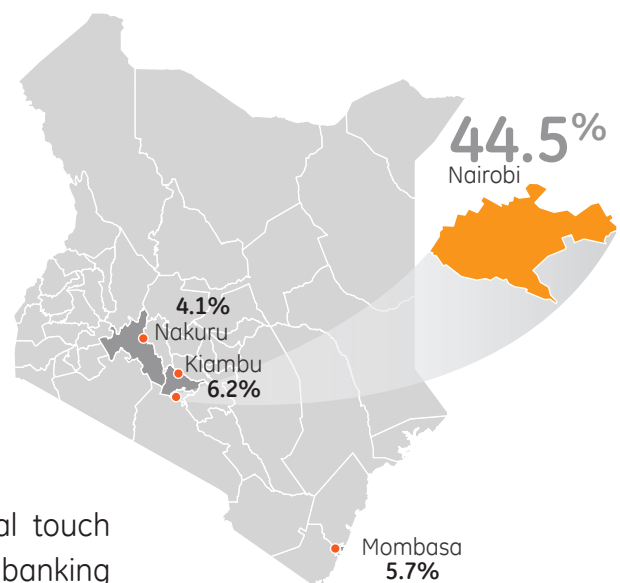 44.5%
Nairobi
4.1%
Nakuru
Kiambu
6.2%
al touch
banking
Mombasa
5.7%